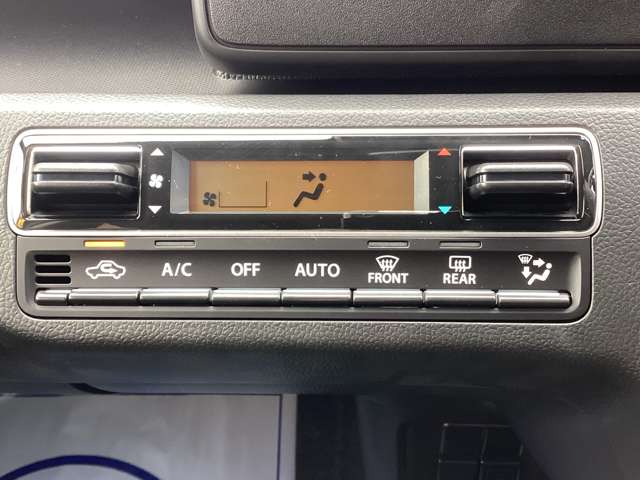 A/C OFF AUTO FRONT REAR